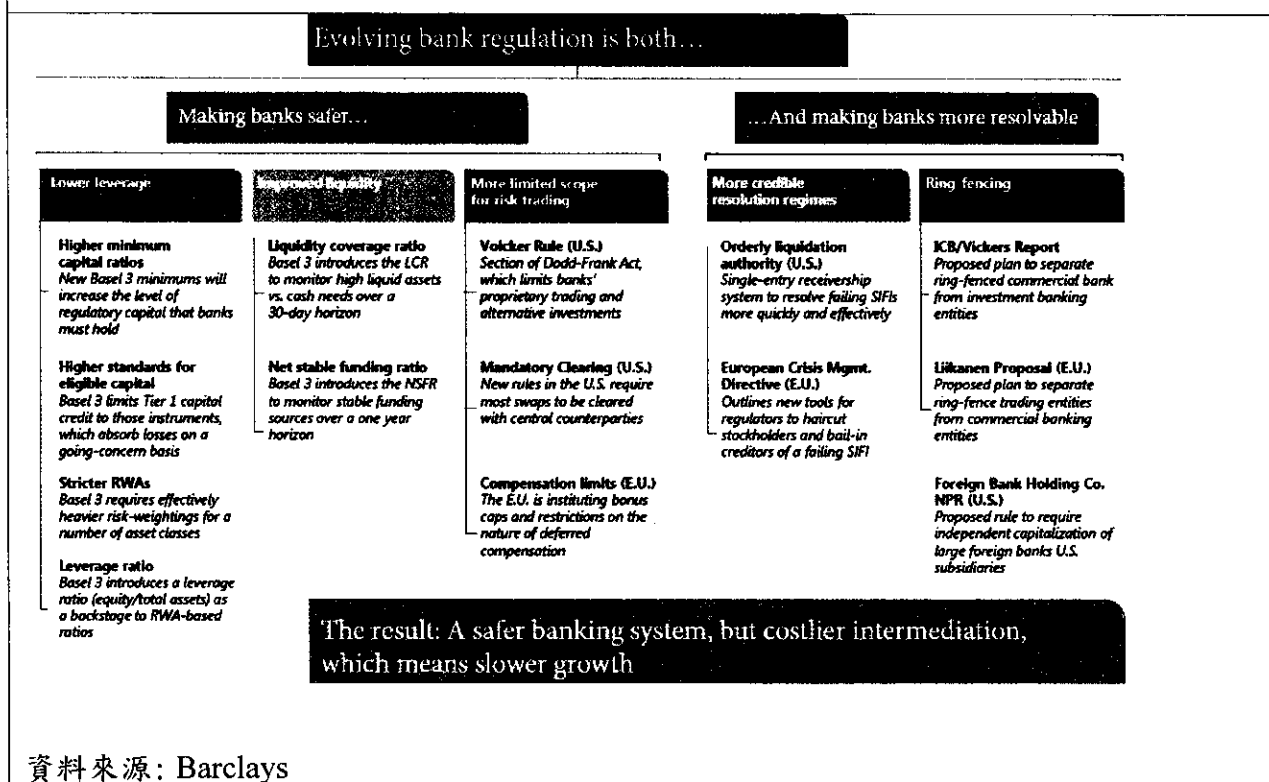 Evolving bank regulation is both…
Making banks safer…
…And making banks more resolvable
Lower leverage
Improved liquidity
More limited scope
for risk trading
More credible
resolution regimes
Ring-fencing
Higher minimum
capital ratios
New Basel 3 minimums will
increase the level of
regulatory capital that banks
must hold
Higher standards for
eligible capital
Basel 3 limits Tier 1 capital
credit to those instruments,
which absorb losses on a
going-concern basis
Stricter RWAs
Basel 3 requires effectively
heavier risk-weightings for a
number of asset classes
Leverage ratio
Basel 3 introduces a leverage
ratio (equity/total assets) as
a backstage to RWA-based
ratios
Liquidity coverage ratio
Basel 3 introduces the LCR
to monitor high liquid assets
vs. cash needs over a
30-day horizon
Net stable funding ratio
Basel 3 introduces the NSFR
to monitor stable funding
sources over a one year
horizon
Volcker Rule (U.S.)
Section of Dodd-Frank Act,
which limits banks'
proprietary trading and
alternative investments
Mandatory Clearing (U.S.)
New rules in the U.S. require
most swaps to be cleared
with central counterparties
Compensation limits (E.U.)
The E.U. is instituting bonus
caps and restrictions on the
nature of deferred
compensation
Orderly liquidation
authority (U.S.)
Single-entry receivership
system to resolve failing SIFIs
more quickly and effectively
European Crisis Mgmt.
Directive (E.U.)
Outlines new tools for
regulators to haircut
stockholders and bail-in
creditors of a failing SIFI
ICB/Vickers Report
Proposed plan to separate
ring-fenced commercial bank
from investment banking
entities
Liikanen Proposal (E.U.)
Proposed plan to separate
ring-fence trading entities
from commercial banking
entities
Foreign Bank Holding Co.
NPR (U.S.)
Proposed rule to require
independent capitalization of
large foreign banks U.S.
subsidiaries
The result: A safer banking system, but costlier intermediation,
which means slower growth
資料來源: Barclays